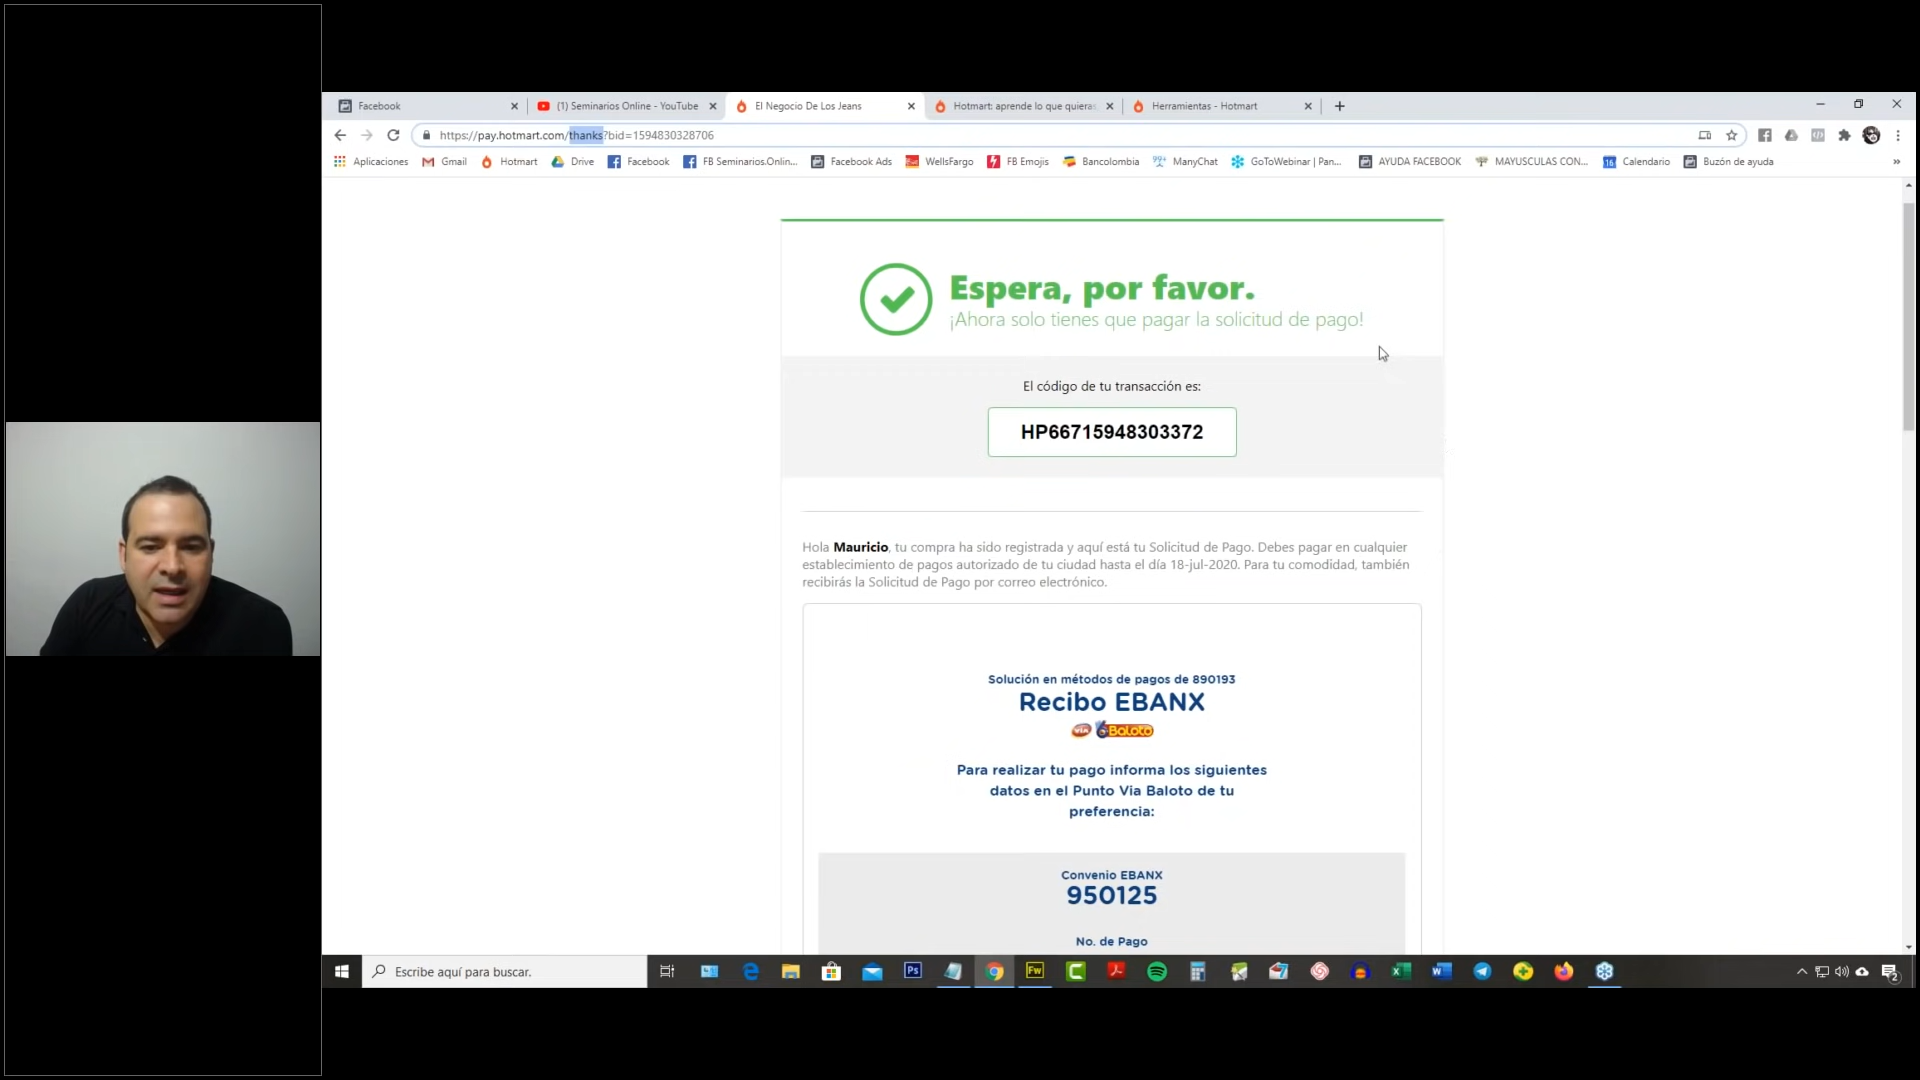 Facebook
(1) Seminarios Online - YouTube
El Negocio De Los Jeans
Hotmart: aprende lo que quieras
Herramientas - Hotmart
https://pay.hotmart.com/thanks?bid=1594830328706
Aplicaciones
Gmail
Hotmart
Drive
Facebook
FB Seminarios.Onlin...
Facebook Ads
WellsFargo
FB Emojis
Bancolombia
ManyChat
GoToWebinar | Pan...
AYUDA FACEBOOK
MAYUSCULAS CON...
16
Calendario
Buzón de ayuda
»
Espera, por favor.
¡Ahora solo tienes que pagar la solicitud de pago!
El código de tu transacción es:
HP66715948303372
Hola Mauricio, tu compra ha sido registrada y aquí está tu Solicitud de Pago. Debes pagar en cualquier
establecimiento de pagos autorizado de tu ciudad hasta el día 18-jul-2020. Para tu comodidad, también
recibirás la Solicitud de Pago por correo electrónico.
Solución en métodos de pagos de 890193
Recibo EBANX
VIA Baloto
Para realizar tu pago informa los siguientes
datos en el Punto Via Baloto de tu
preferencia:
Convenio EBANX
950125
No. de Pago
Escribe aquí para buscar.
Ps
Fw
2